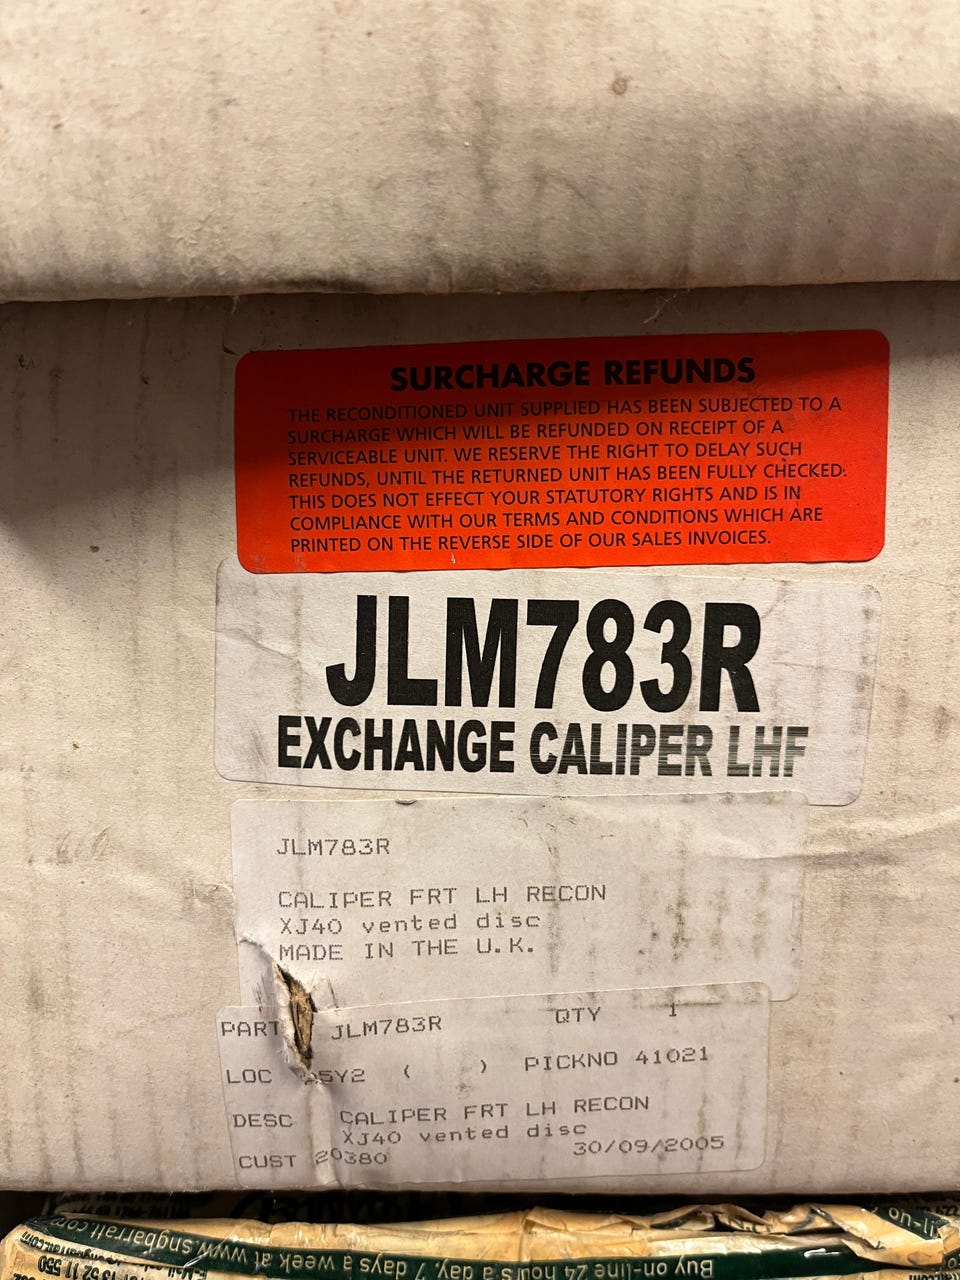 SURCHARGE REFUNDS
THE RECONDITIONED UNIT SUPPLIED HAS BEEN SUBJECTED TO A
SURCHARGE WHICH WILL BE REFUNDED ON RECEIPT OF A
SERVICEABLE UNIT. WE RESERVE THE RIGHT TO DELAY SUCH
REFUNDS, UNTIL THE RETURNED UNIT HAS BEEN FULLY CHECKED.
THIS DOES NOT EFFECT YOUR STATUTORY RIGHTS AND IS IN
COMPLIANCE WITH OUR TERMS AND CONDITIONS WHICH ARE
PRINTED ON THE REVERSE SIDE OF OUR SALES INVOICES.
JLM783R
EXCHANGE CALIPER LHF
JLM783R
CALIPER FRT LH RECON
XJ40 vented disc
MADE IN THE U.K.
PART JLM783R QTY 1
LOC 5Y2 ( ) PICKNO 41021
DESC CALIPER FRT LH RECON
XJ40 vented disc
CUST 20380 30/09/2005
Buy on-line 24 hours a day, 7 days a week at www.sngbarratt.com
on-li